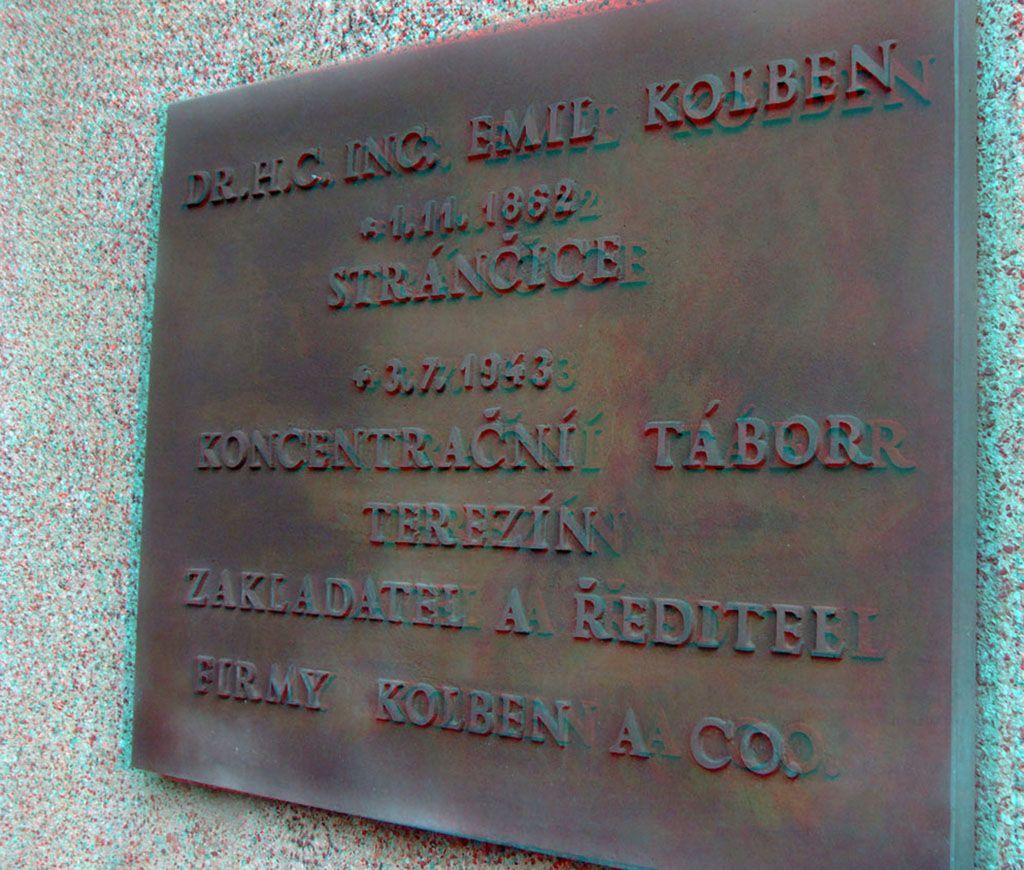 DR.H.C. ING. EMIL KOLBEN
* 1.11. 1862
STRÁNČICE
+ 3.7. 1943
KONCENTRAČNÍ TÁBOR
TEREZÍN
ZAKLADATEL A ŘEDITEL
FIRMY KOLBEN A CO.